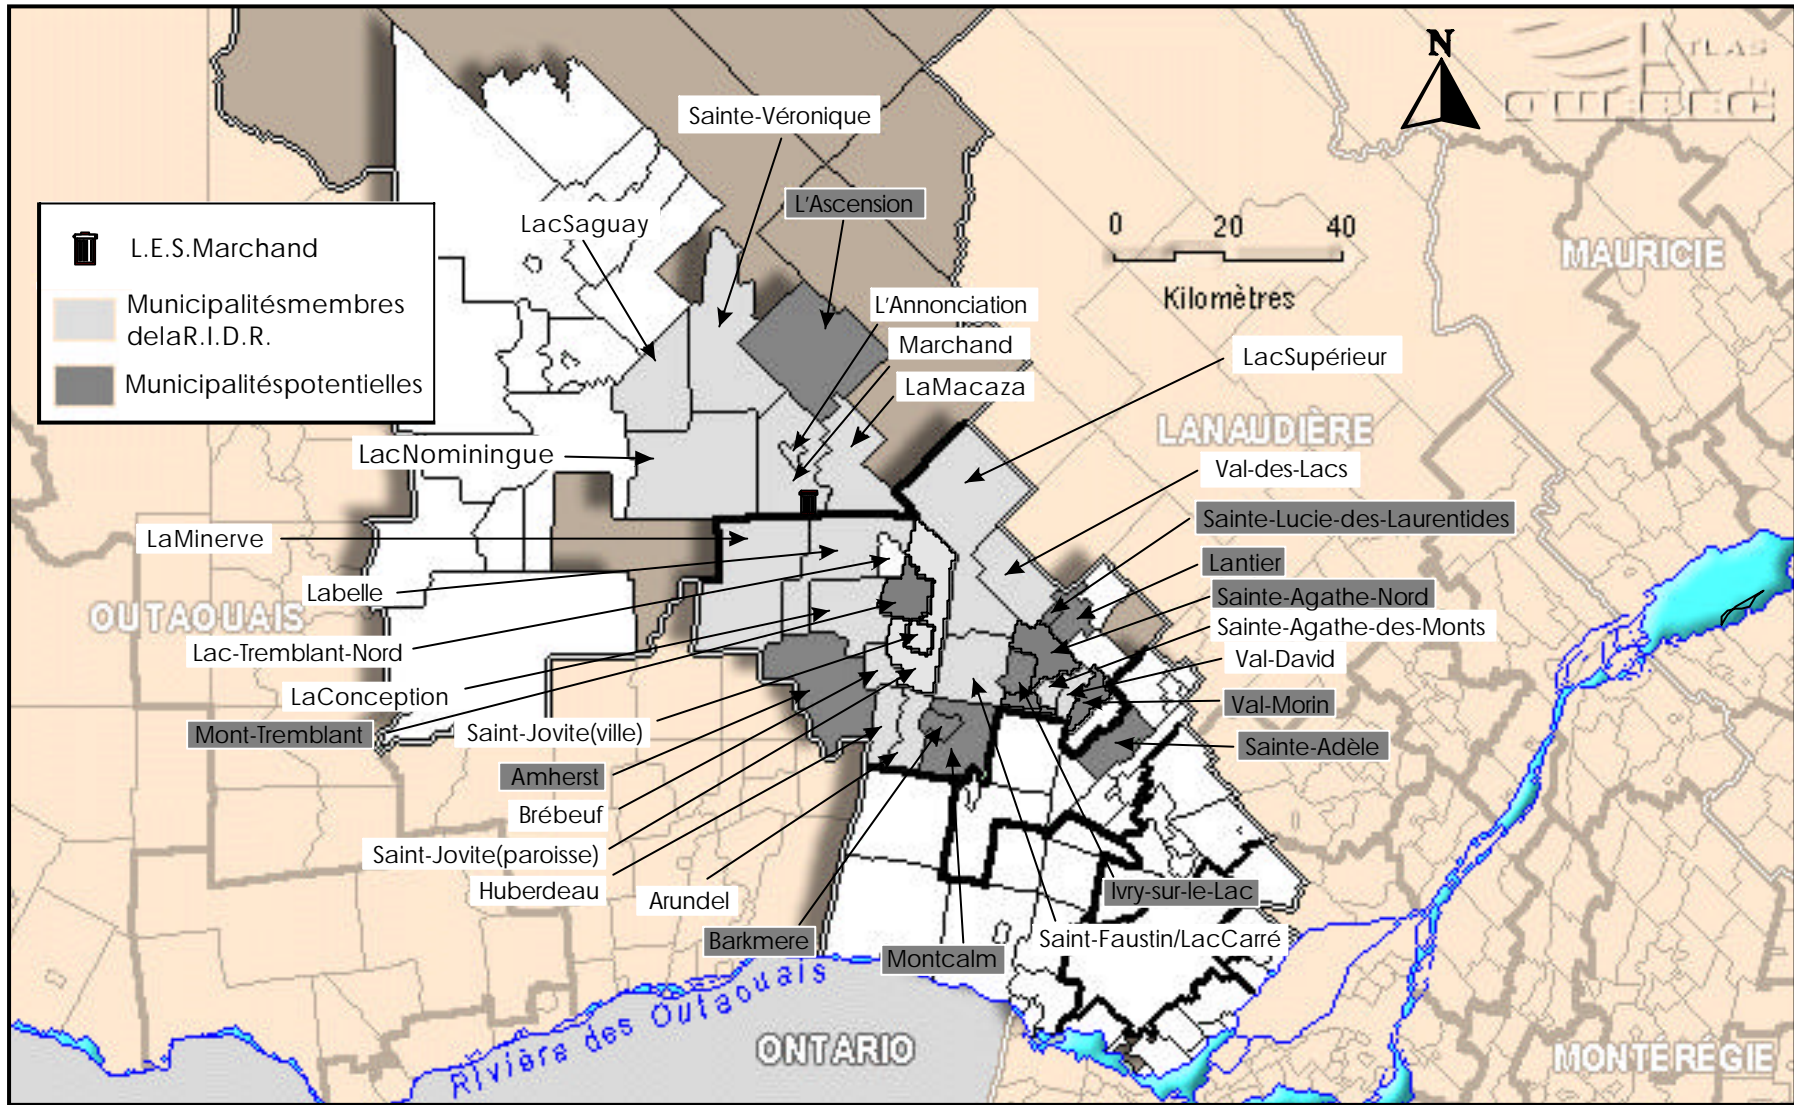 N
ATLAS
QUÉBEC
Sainte-Véronique
L'Ascension
LacSaguay
0 20 40
Kilomètres
MAURICIE
L.E.S.Marchand
Municipalitésmembres
delaR.I.D.R.
Municipalitéspotentielles
L'Annonciation
Marchand
LaMacaza
LacSupérieur
LANAUDIÈRE
LacNominingue
Val-des-Lacs
Sainte-Lucie-des-Laurentides
LaMinerve
Lantier
Labelle
Sainte-Agathe-Nord
OUTAOUAIS
Sainte-Agathe-des-Monts
Lac-Tremblant-Nord
Val-David
LaConception
Val-Morin
Mont-Tremblant
Saint-Jovite(ville)
Sainte-Adèle
Amherst
Brébeuf
Saint-Jovite(paroisse)
Huberdeau
Arundel
Ivry-sur-le-Lac
Barkmere
Montcalm
Saint-Faustin/LacCarré
Rivière des Outaouais
ONTARIO
MONTÉRÉGIE